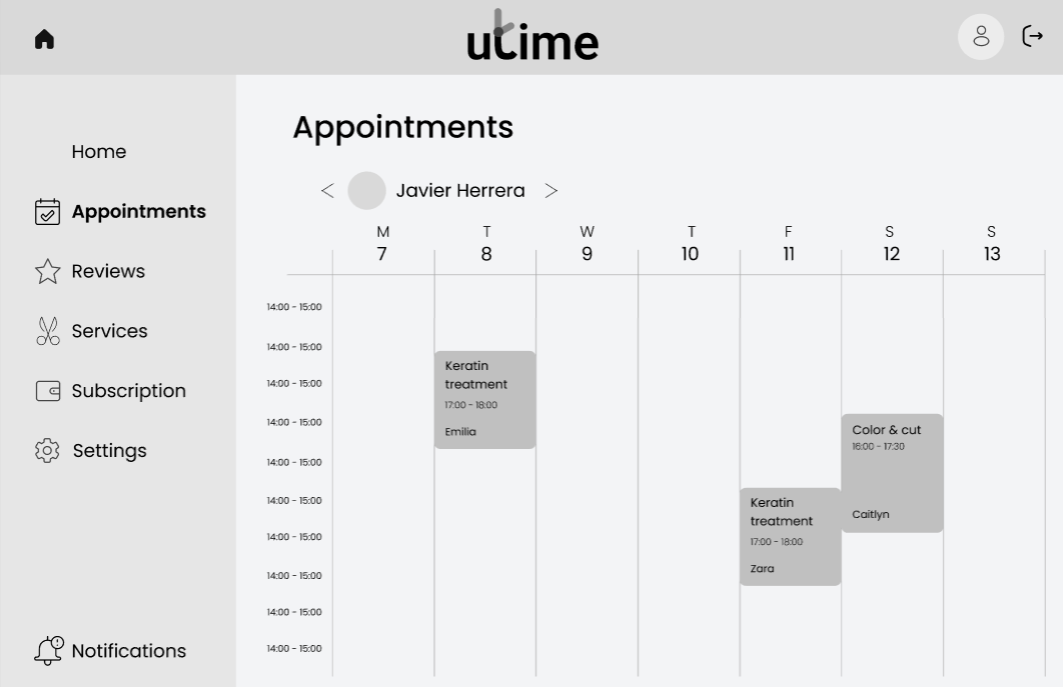 utime
Home
Appointments
Reviews
Services
Subscription
Settings
Notifications
Appointments
< Javier Herrera >
M T W T F S S
7 8 9 10 11 12 13
14:00 - 15:00
14:00 - 15:00
14:00 - 15:00
14:00 - 15:00
14:00 - 15:00
14:00 - 15:00
14:00 - 15:00
14:00 - 15:00
14:00 - 15:00
14:00 - 15:00
Keratin
treatment
17:00 - 18:00
Emilia
Keratin
treatment
17:00 - 18:00
Zara
Color & cut
16:00 - 17:30
Caitlyn